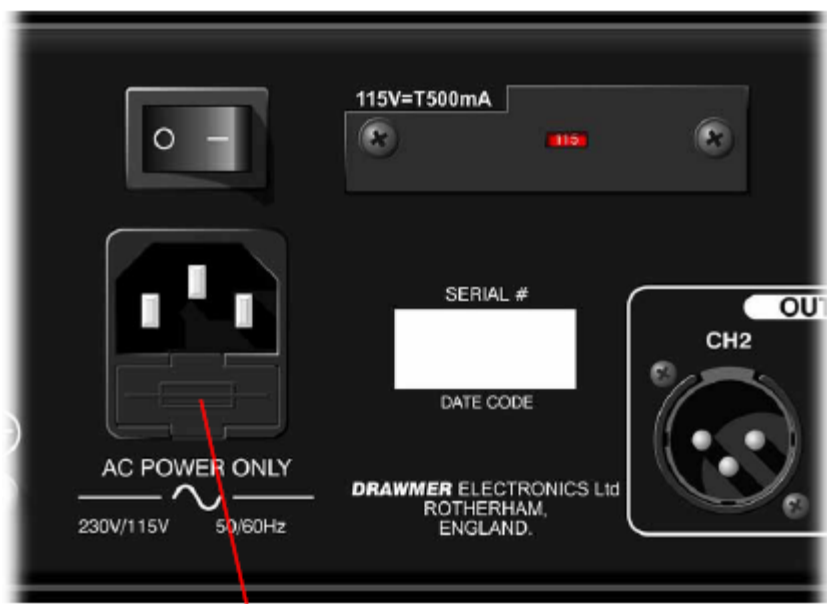 115V=T500mA
O
115
SERIAL #
DATE CODE
OU
CH2
AC POWER ONLY
230V/115V 50/60Hz
DRAWMER ELECTRONICS Ltd
ROTHERHAM,
ENGLAND.